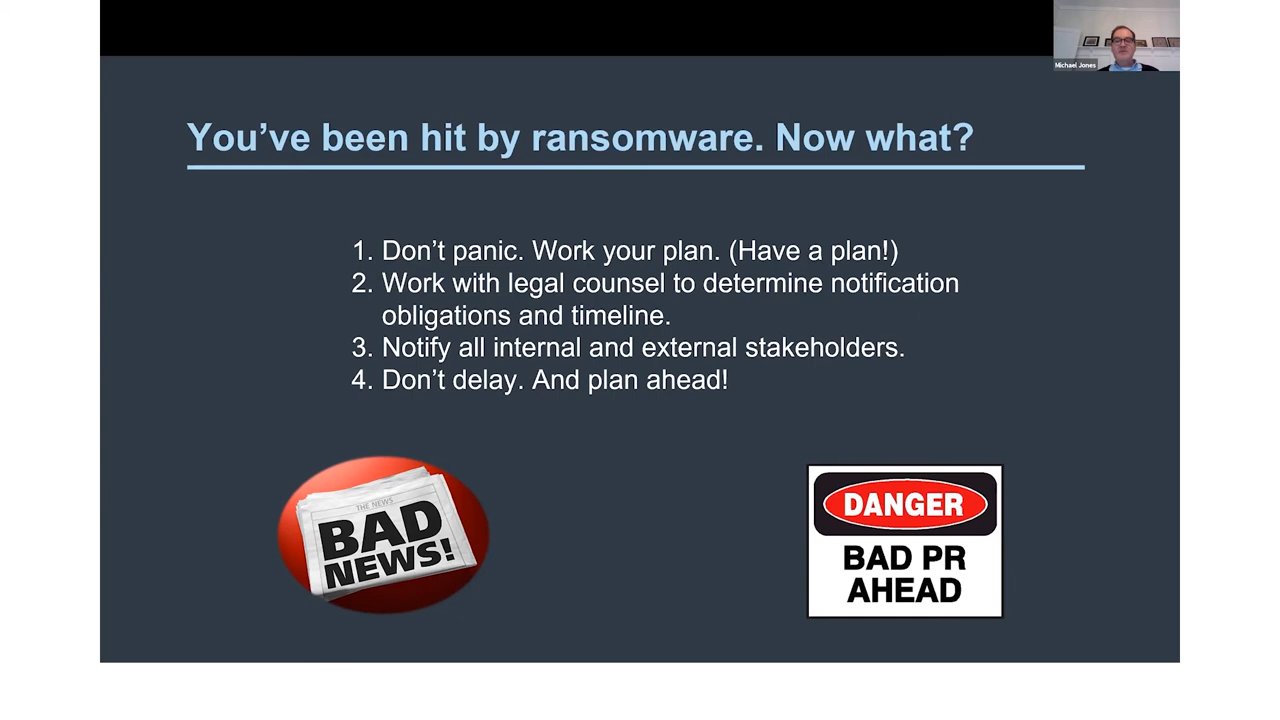 Michael Jones
You’ve been hit by ransomware. Now what?
1. Don’t panic. Work your plan. (Have a plan!)
2. Work with legal counsel to determine notification
obligations and timeline.
3. Notify all internal and external stakeholders.
4. Don’t delay. And plan ahead!
THE NEWS
BAD
NEWS!
DANGER
BAD PR
AHEAD